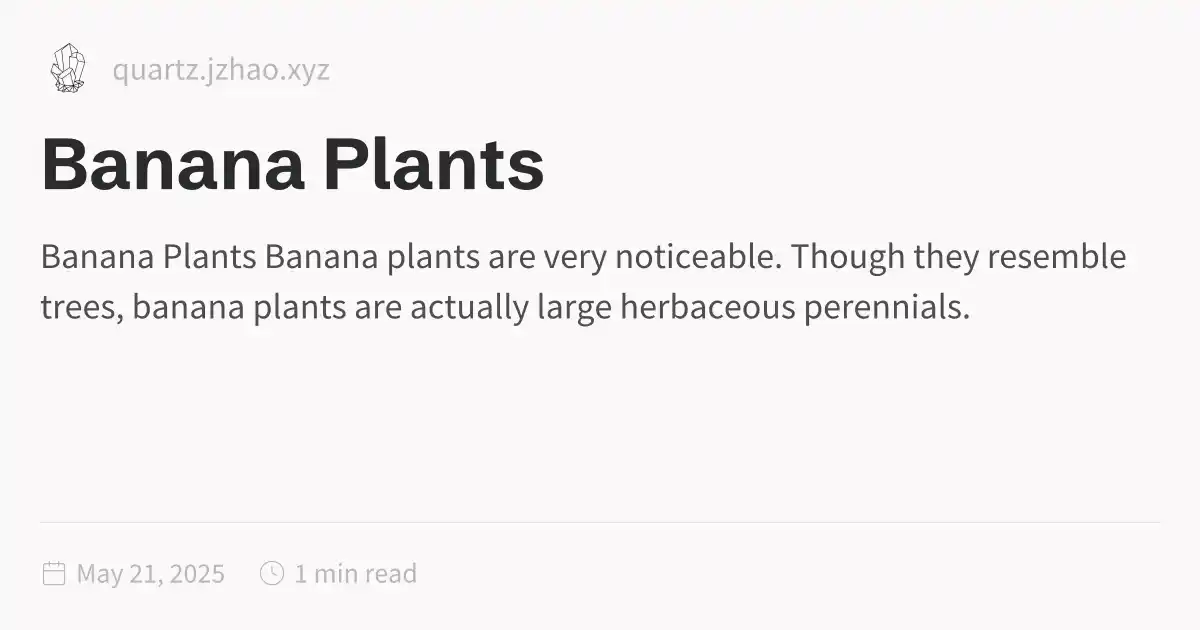 quartz.jzhao.xyz
Banana Plants
Banana Plants Banana plants are very noticeable. Though they resemble
trees, banana plants are actually large herbaceous perennials.
May 21, 2025 1 min read